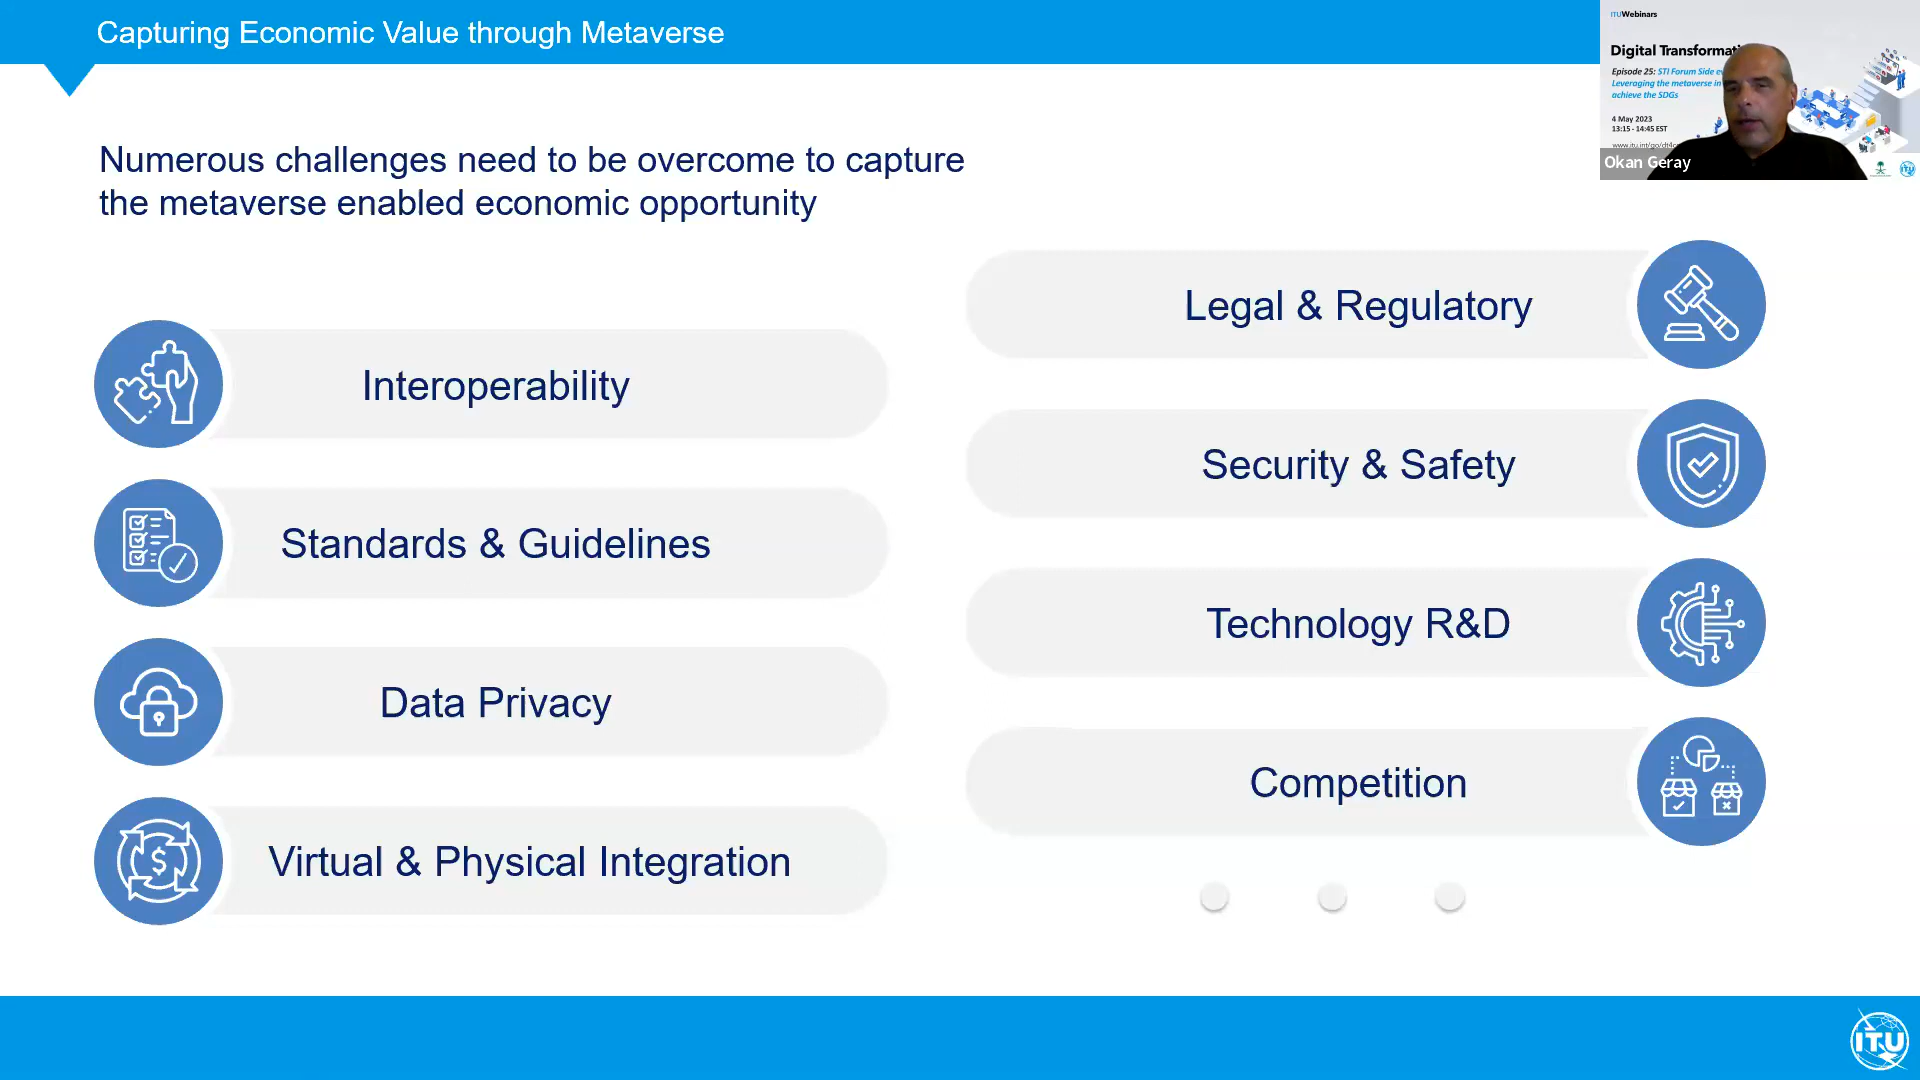 Capturing Economic Value through Metaverse
Numerous challenges need to be overcome to capture
the metaverse enabled economic opportunity
Interoperability
Standards & Guidelines
Data Privacy
Virtual & Physical Integration
Legal & Regulatory
Security & Safety
Technology R&D
Competition
ITUWebinars
Digital Transformati
Episode 25: STI Forum Side e
Leveraging the metaverse in
achieve the SDGs
4 May 2023
13:15 - 14:45 EST
Okan Geray
ITU